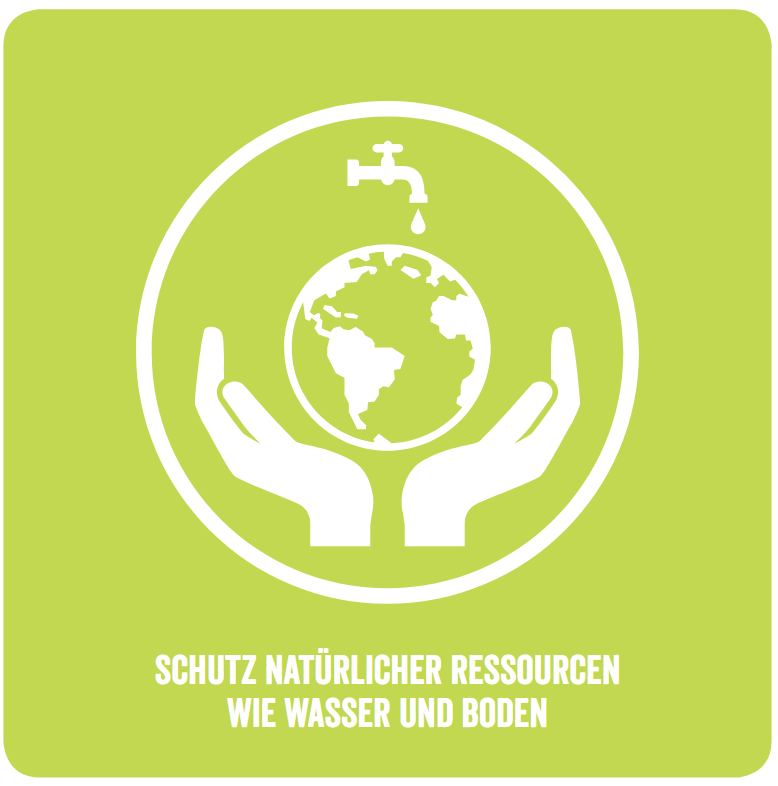 SCHUTZ NATÜRLICHER RESSOURCEN
WIE WASSER UND BODEN